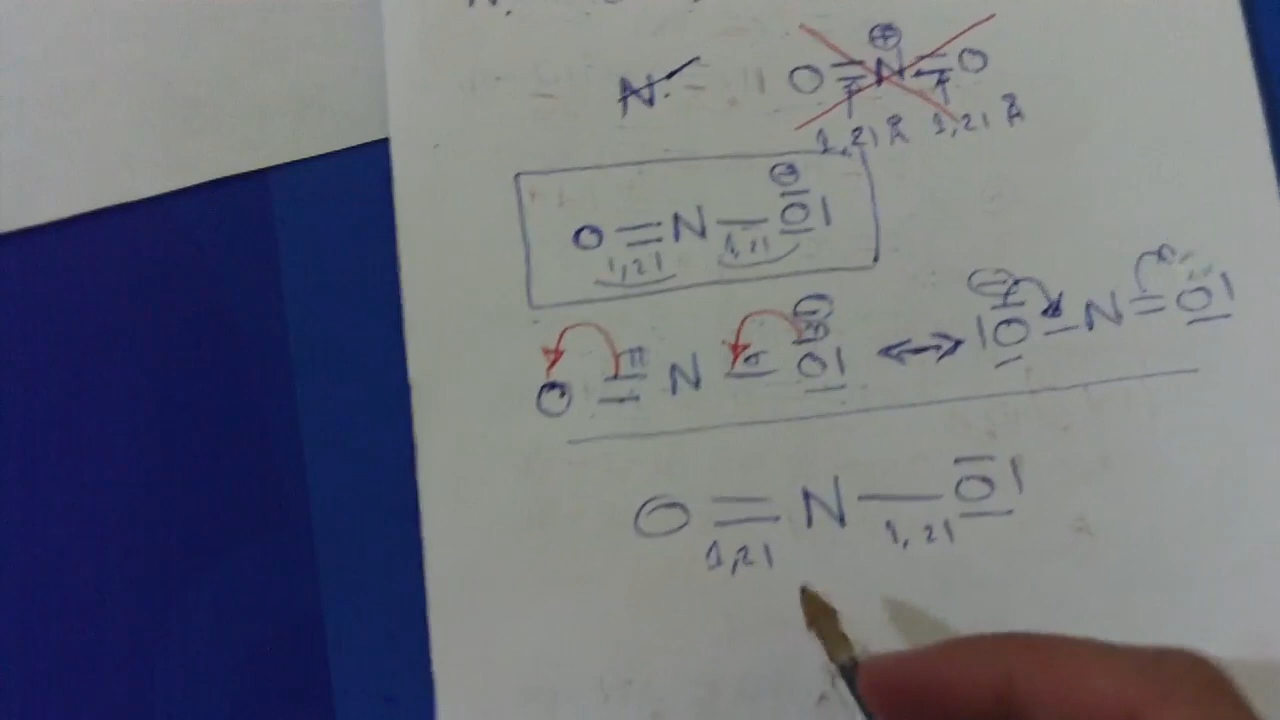 N.
O = N = O
⊕
1,21 Å 1,21 Å
O = N — O
1,21 1,21
O = N — O ↔ O — N = O
O = N — O
1,21 1,21